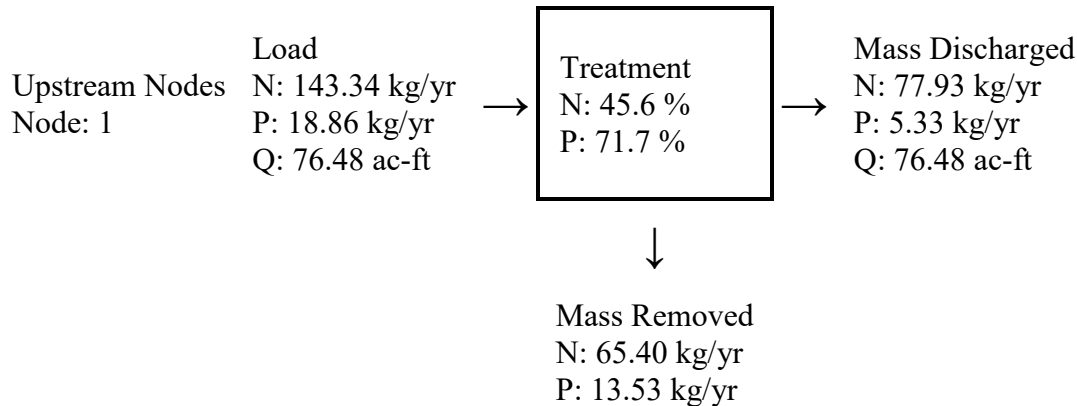 Upstream Nodes
Node: 1
Load
N: 143.34 kg/yr
P: 18.86 kg/yr
Q: 76.48 ac-ft
→
Treatment
N: 45.6 %
P: 71.7 %
→
Mass Discharged
N: 77.93 kg/yr
P: 5.33 kg/yr
Q: 76.48 ac-ft
↓
Mass Removed
N: 65.40 kg/yr
P: 13.53 kg/yr